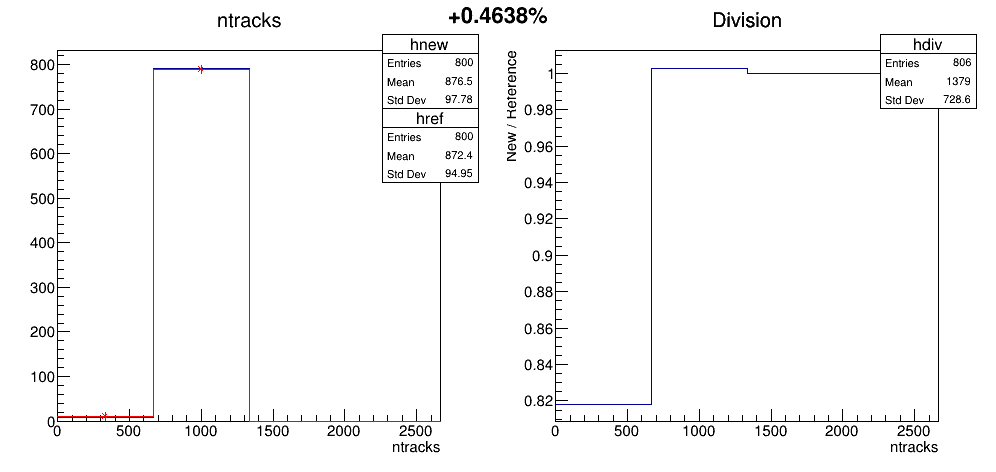 +0.4638%
ntracks
hnew
Entries 800
Mean 876.5
Std Dev 97.78
href
Entries 800
Mean 872.4
Std Dev 94.95
800
700
600
500
400
300
200
100
0
0 500 1000 1500 2000 2500
ntracks
Division
hdiv
Entries 806
Mean 1379
Std Dev 728.6
New / Reference
1
0.98
0.96
0.94
0.92
0.9
0.88
0.86
0.84
0.82
0 500 1000 1500 2000 2500
ntracks